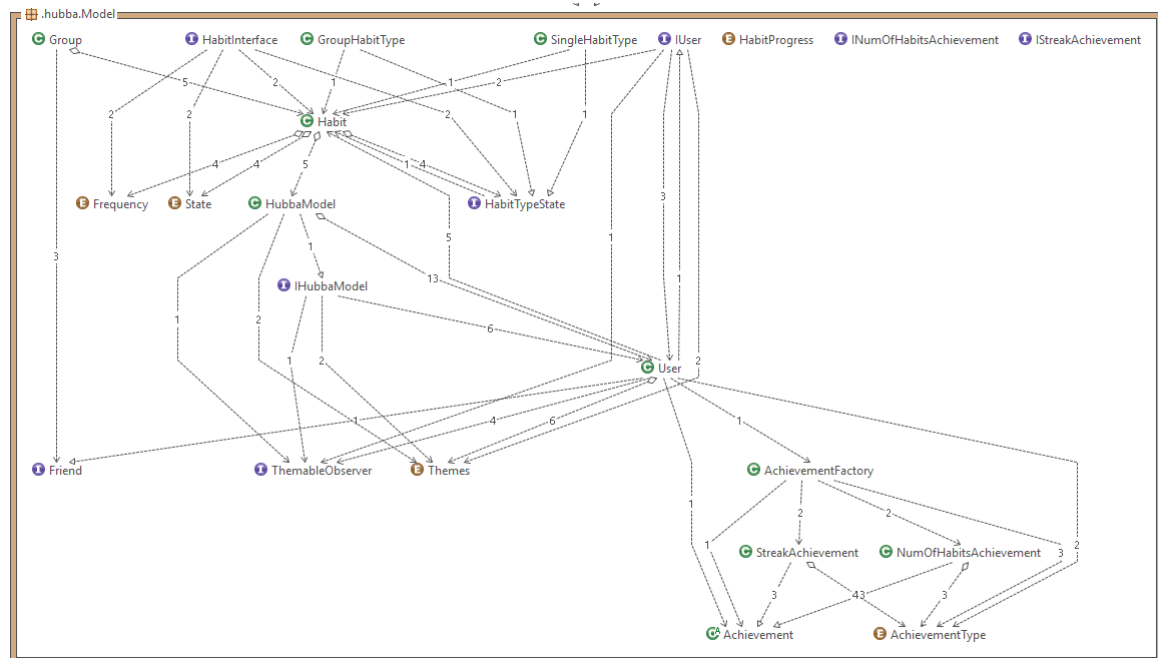 .hubba.Model
Group HabitInterface GroupHabitType SingleHabitType IUser HabitProgress INumOfHabitsAchievement IStreakAchievement
5 2 1 1 2
2 2 2 1 1
Habit
4 4 5 1 4
Frequency State HubbaModel HabitTypeState
3
5 1
1
3 13 1
IHubbaModel
1 2 6
1 2 2
User
1 4 6 1
Friend ThemableObserver Themes AchievementFactory
1 2 2
1 3 2
StreakAchievement NumOfHabitsAchievement
3 43 3
Achievement AchievementType